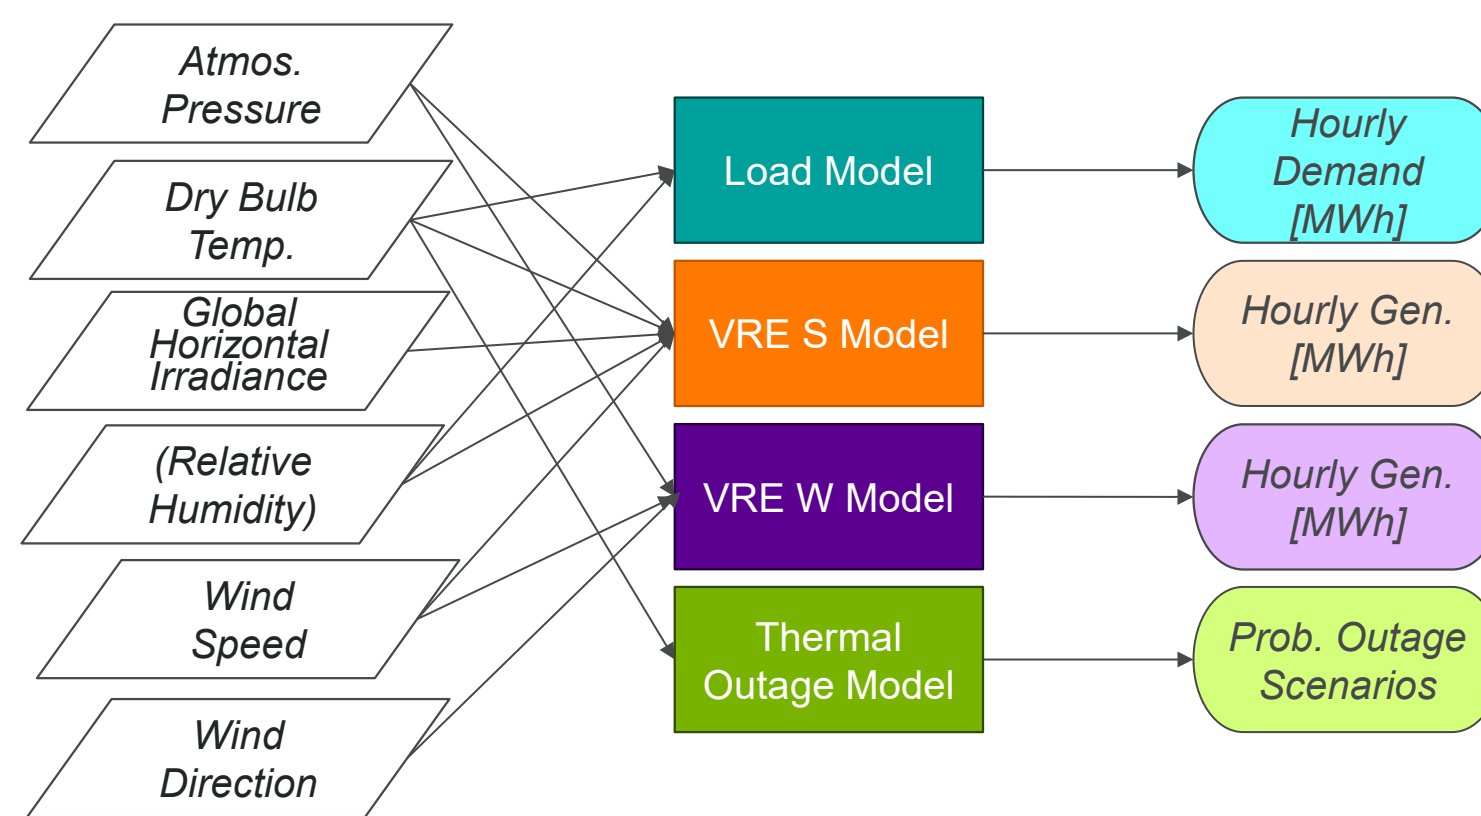 Atmos.
Pressure
Dry Bulb
Temp.
Global
Horizontal
Irradiance
(Relative
Humidity)
Wind
Speed
Wind
Direction
Load Model
VRE S Model
VRE W Model
Thermal
Outage Model
Hourly
Demand
[MWh]
Hourly Gen.
[MWh]
Hourly Gen.
[MWh]
Prob. Outage
Scenarios